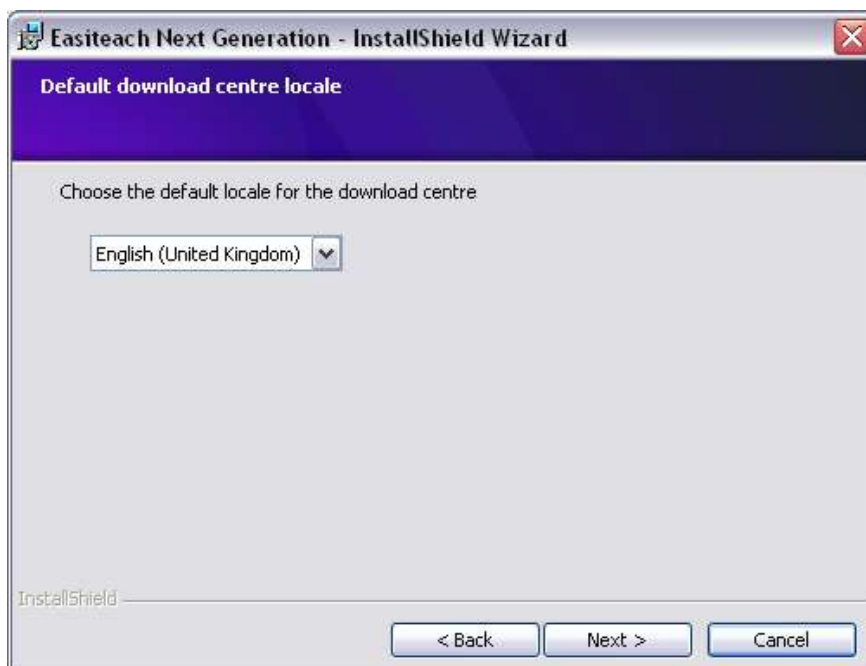 Easiteach Next Generation - InstallShield Wizard
Default download centre locale
Choose the default locale for the download centre
English (United Kingdom)
InstallShield
< Back
Next >
Cancel